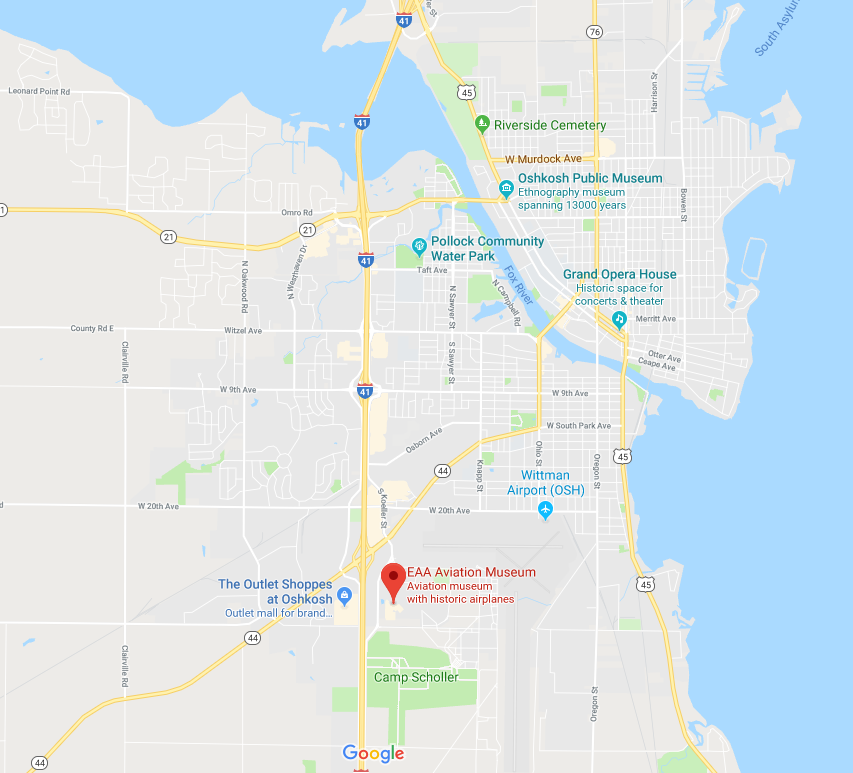 ter St
41
76
South Asylum
Leonard Point Rd
45
Harrison St
41
Riverside Cemetery
W Murdock Ave
Oshkosh Public Museum
Ethnography museum
spanning 13000 years
Bowen St
Omro Rd
21
21
Pollock Community
Water Park
41
Taft Ave
Fox River
N Westhaven Dr
N Oakwood Rd
N Sawyer St
N Campbell Rd
Grand Opera House
Historic space for
concerts & theater
Merritt Ave
County Rd E
Witzel Ave
Clairville Rd
S Sawyer St
Otter Ave
Ceape Ave
W 9th Ave
41
W 9th Ave
Osborn Ave
W South Park Ave
44
Knapp St
Ohio St
Oregon St
45
Wittman
Airport (OSH)
S Koeller St
W 20th Ave
W 20th Ave
EAA Aviation Museum
Aviation museum
with historic airplanes
The Outlet Shoppes
at Oshkosh
Outlet mall for brand...
45
44
Clairville Rd
Camp Scholler
Oregon St
Google
44